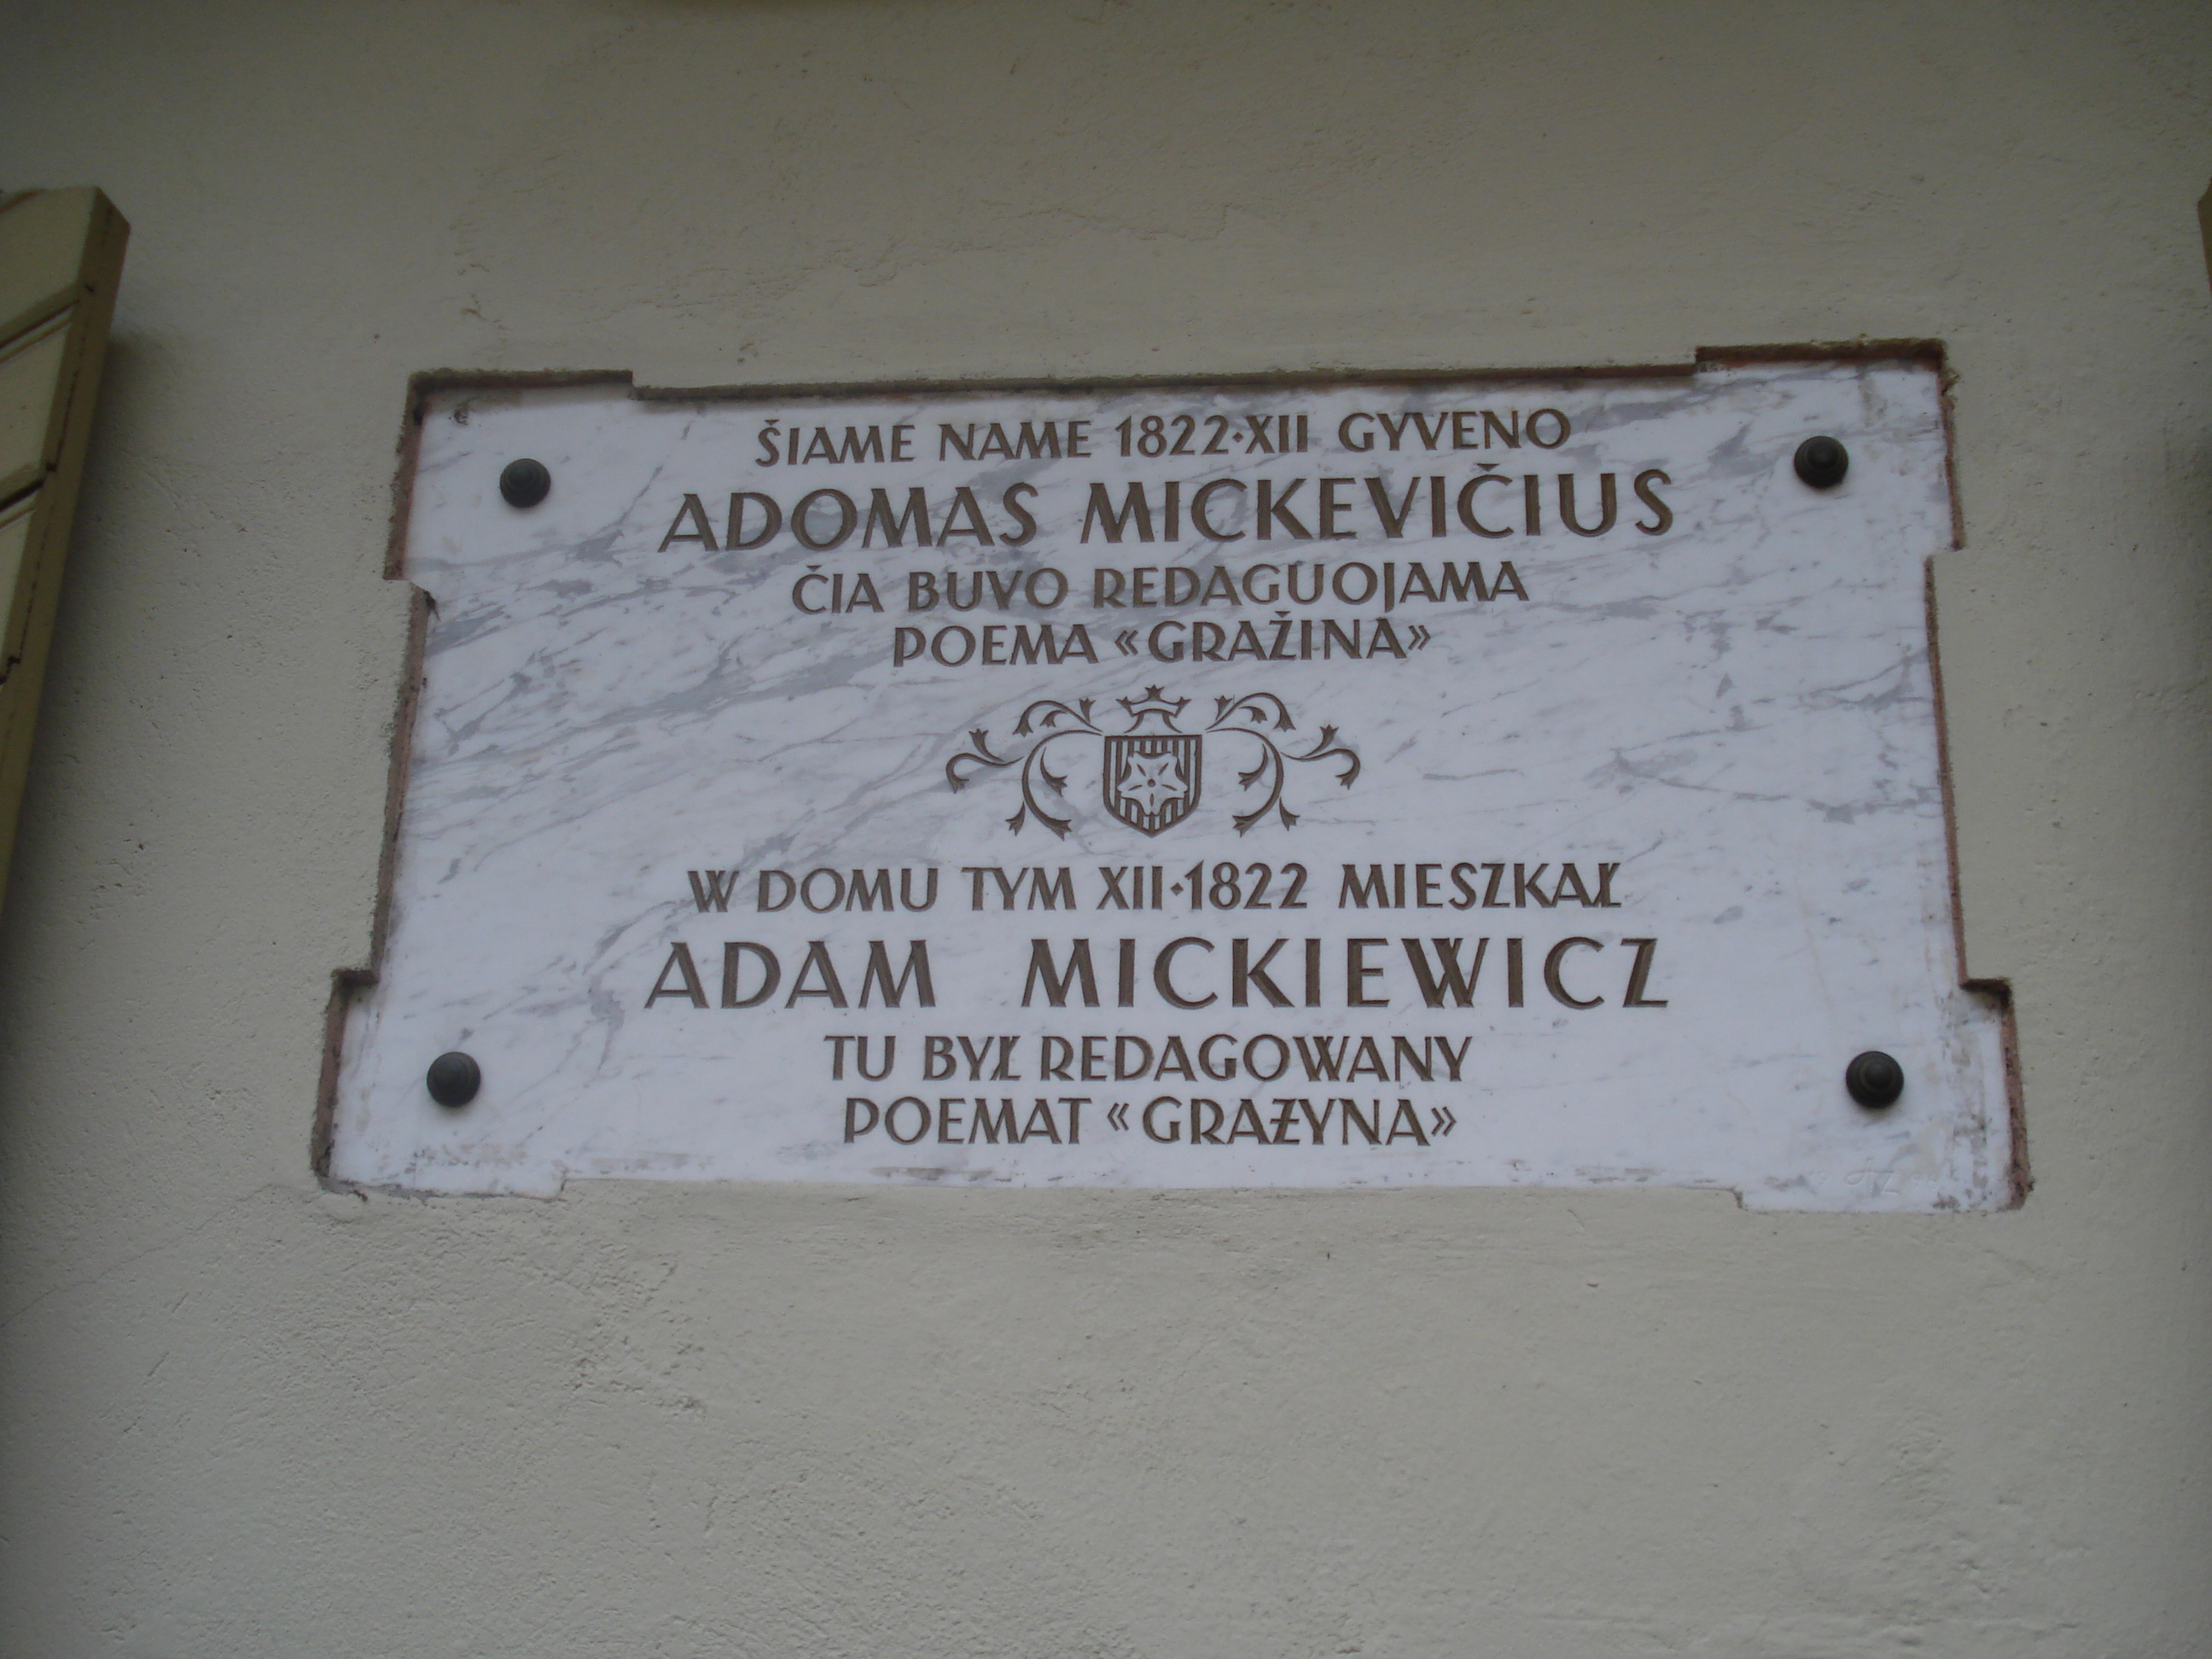 ŠIAME NAME 1822·XII GYVENO
ADOMAS MICKEVIČIUS
ČIA BUVO REDAGUOJAMA
POEMA «GRAŽINA»
W DOMU TYM XII·1822 MIESZKAŁ
ADAM MICKIEWICZ
TU BYŁ REDAGOWANY
POEMAT «GRAŻYNA»